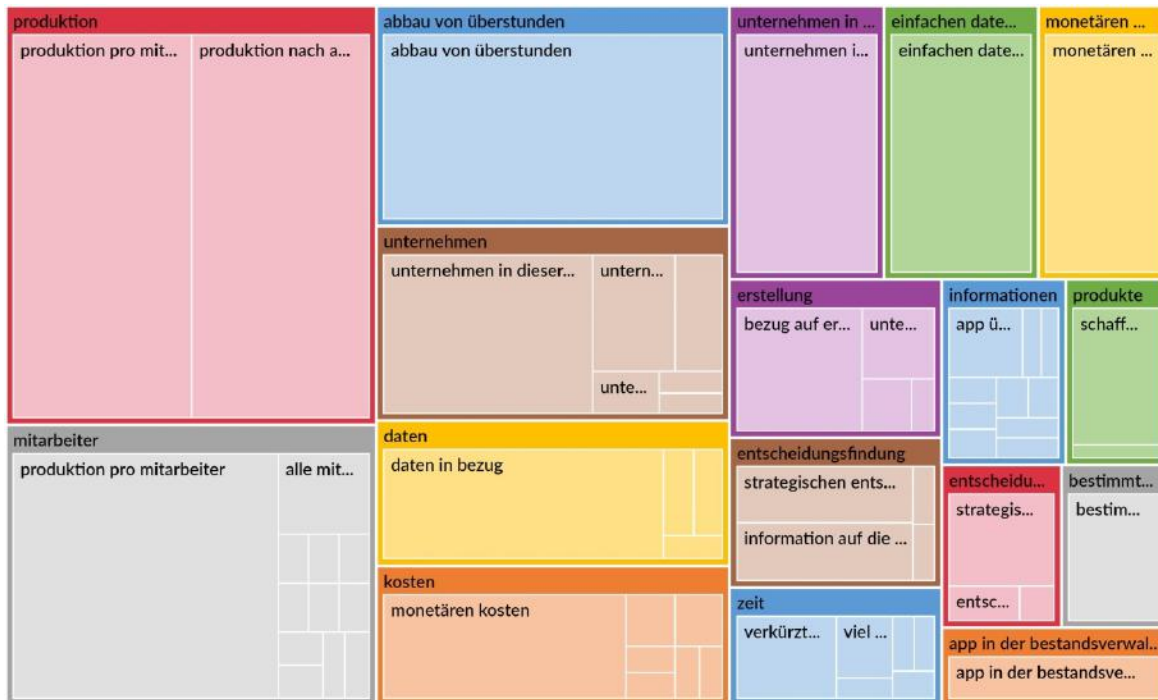 produktion
produktion pro mit...
produktion nach a...
mitarbeiter
produktion pro mitarbeiter
alle mit...
abbau von überstunden
abbau von überstunden
unternehmen
unternehmen in dieser...
untern...
unte...
daten
daten in bezug
kosten
monetären kosten
unternehmen in ...
unternehmen i...
einfachen date...
einfachen date...
monetären ...
monetären ...
erstellung
bezug auf er...
unte...
informationen
app ü...
produkte
schaff...
entscheidungsfindung
strategischen ents...
information auf die ...
entscheidu...
strategis...
entsc...
bestimmt...
bestim...
zeit
verkürzt...
viel ...
app in der bestandsverwal...
app in der bestandsve...